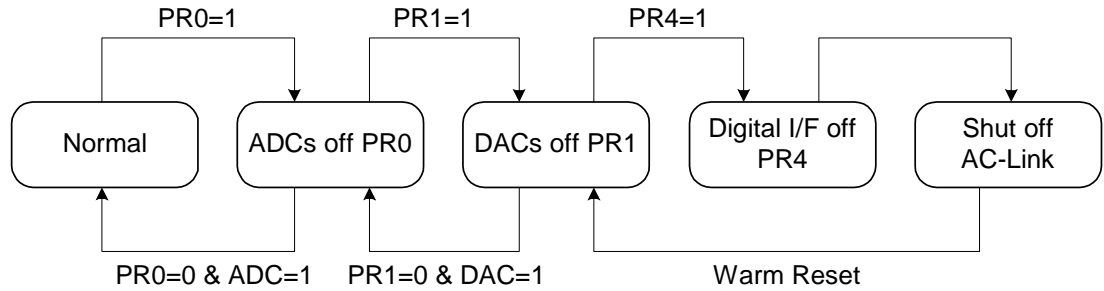 PR0=1
PR1=1
PR4=1
Normal
ADCs off PR0
DACs off PR1
Digital I/F off
PR4
Shut off
AC-Link
PR0=0 & ADC=1
PR1=0 & DAC=1
Warm Reset